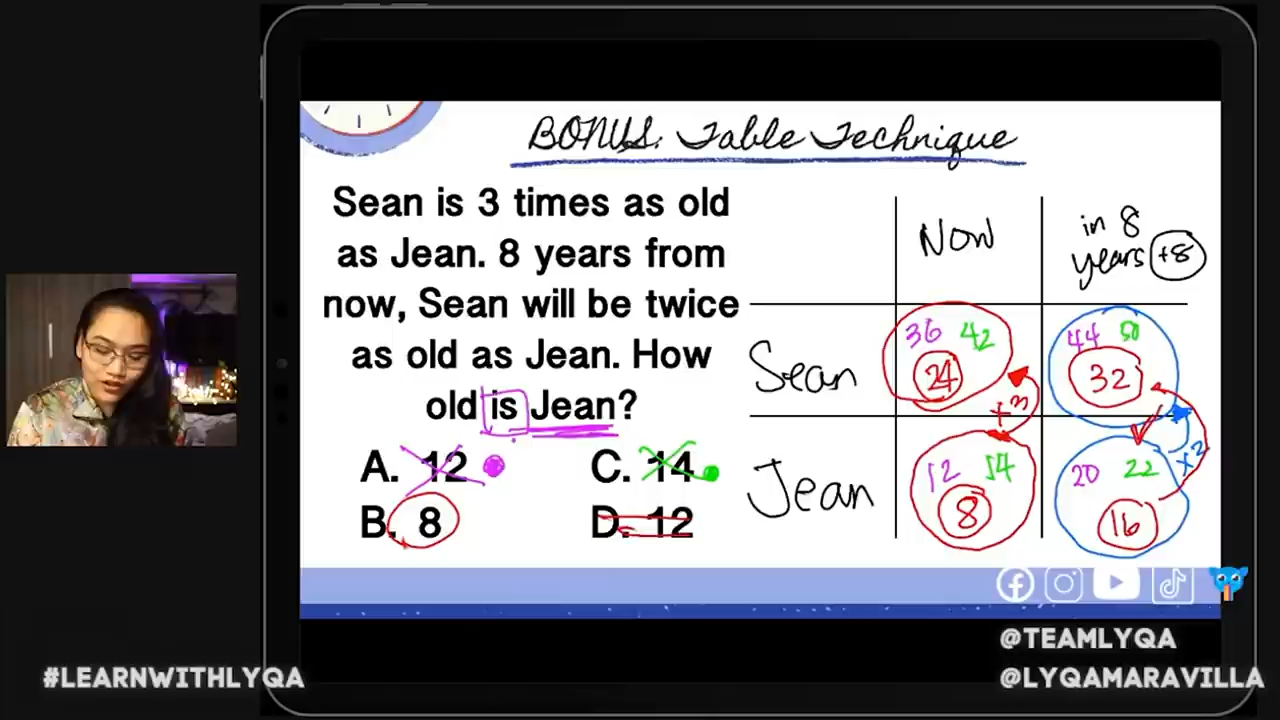 BONUS: Table Technique
Sean is 3 times as old
as Jean. 8 years from
now, Sean will be twice
as old as Jean. How
old is Jean?
A. 12
C. 14
B. 8
D. 12
Now
in 8
years +8
Sean
36 42
24
44 50
32
x3
x2
Jean
12 14
8
20 22
16
@TEAMLYQA
#LEARNWITHLYQA
@LYQAMARAVILLA